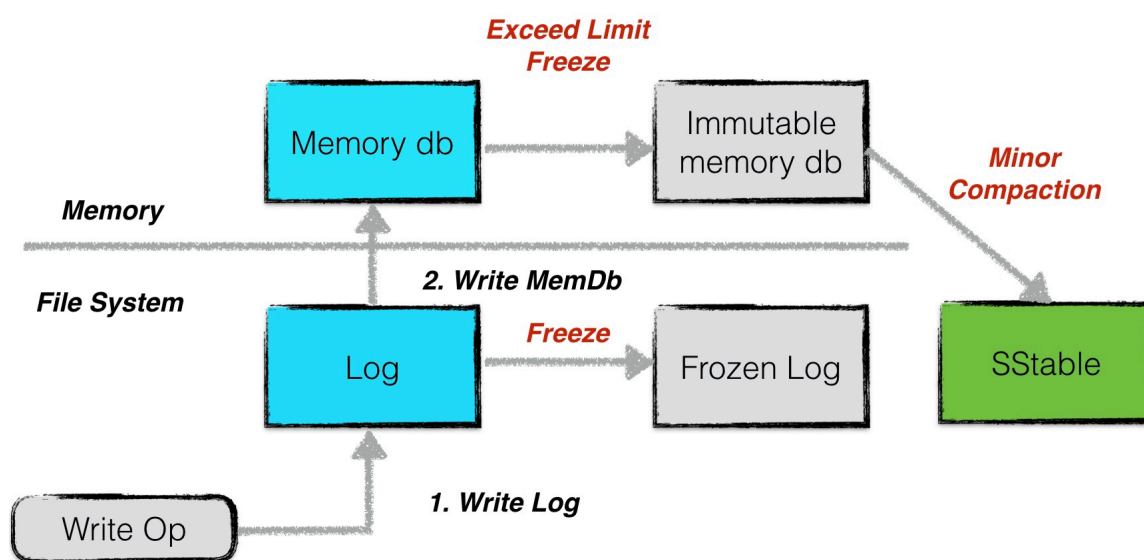 Exceed Limit
Freeze
Memory db
Immutable
memory db
Minor
Compaction
Memory
2. Write MemDb
File System
Freeze
Log
Frozen Log
SStable
1. Write Log
Write Op